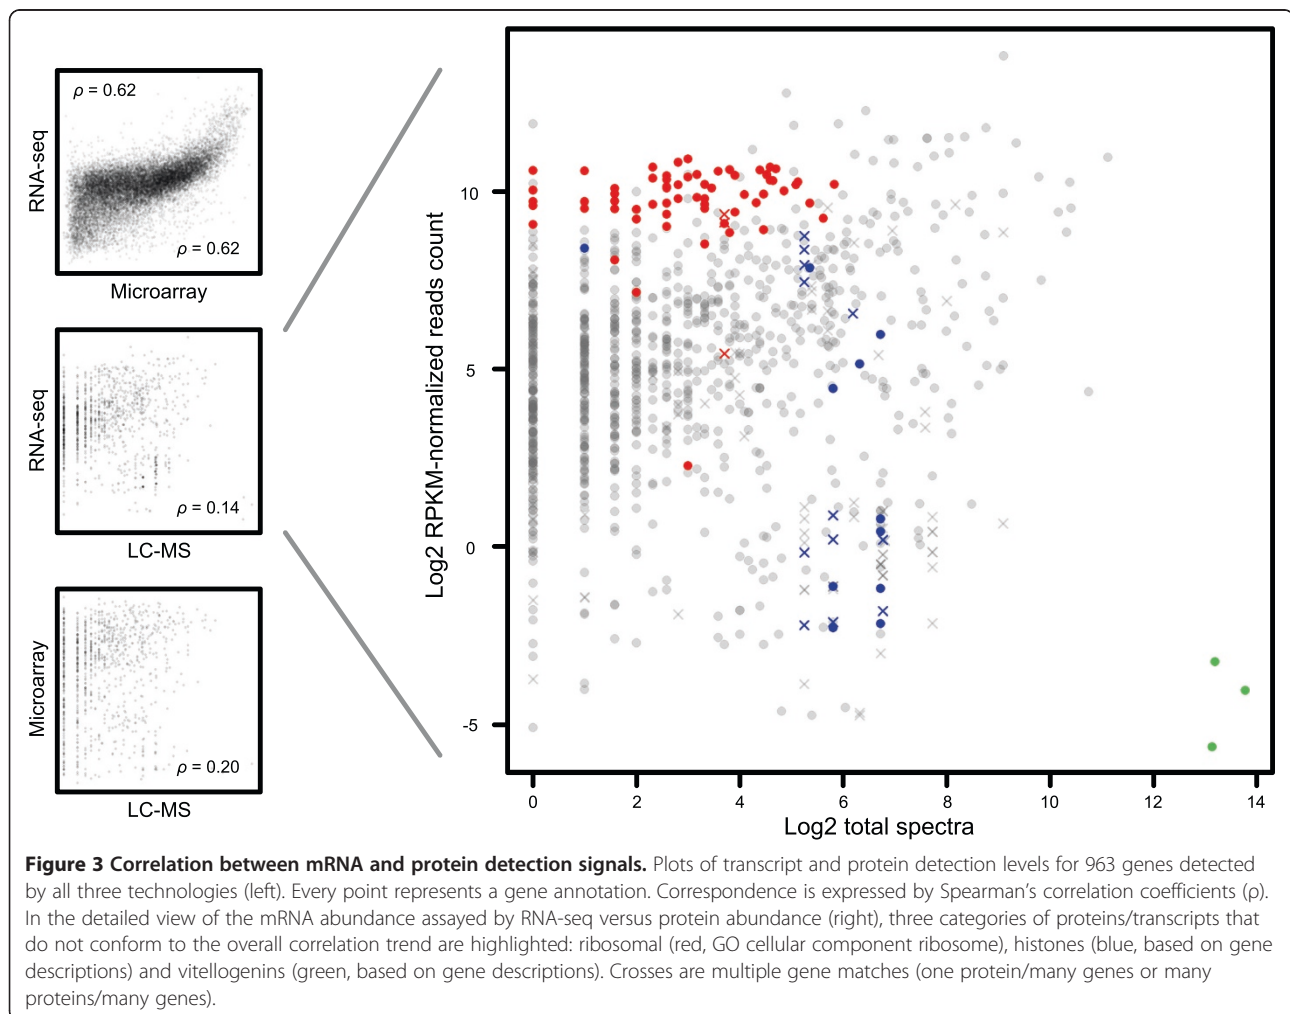 ρ = 0.62
RNA-seq
ρ = 0.62
Microarray
RNA-seq
ρ = 0.14
LC-MS
Microarray
ρ = 0.20
LC-MS
Log2 RPKM-normalized reads count
10
5
0
-5
0 2 4 6 8 10 12 14
Log2 total spectra
Figure 3 Correlation between mRNA and protein detection signals. Plots of transcript and protein detection levels for 963 genes detected
by all three technologies (left). Every point represents a gene annotation. Correspondence is expressed by Spearman's correlation coefficients (ρ).
In the detailed view of the mRNA abundance assayed by RNA-seq versus protein abundance (right), three categories of proteins/transcripts that
do not conform to the overall correlation trend are highlighted: ribosomal (red, GO cellular component ribosome), histones (blue, based on gene
descriptions) and vitellogenins (green, based on gene descriptions). Crosses are multiple gene matches (one protein/many genes or many
proteins/many genes).